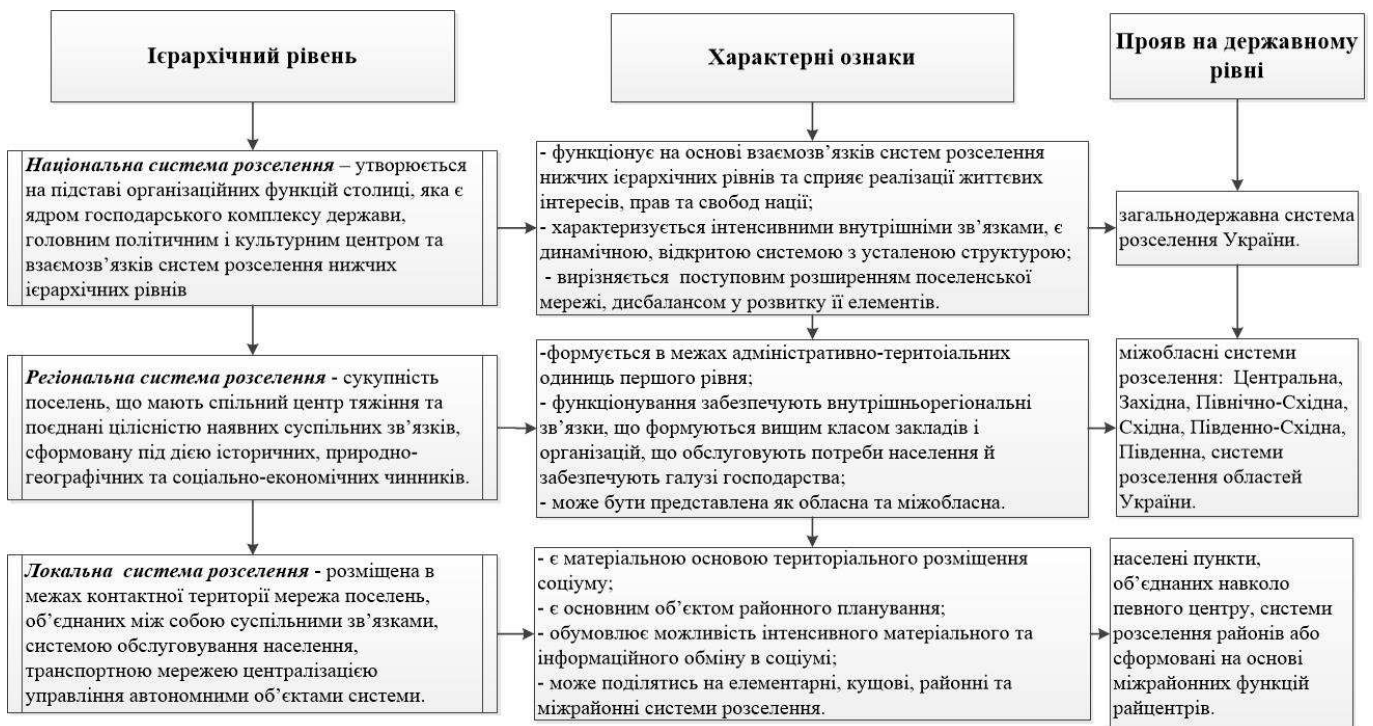 Ієрархічний рівень
Характерні ознаки
Прояв на державному
рівні
Національна система розселення – утворюється
на підставі організаційних функцій столиці, яка є
ядром господарського комплексу держави,
головним політичним і культурним центром та
взаємозв’язків систем розселення нижчих
ієрархічних рівнів
- функціонує на основі взаємозв’язків систем розселення
нижчих ієрархічних рівнів та сприяє реалізації життєвих
інтересів, прав та свобод нації;
- характеризується інтенсивними внутрішніми зв’язками, є
динамічною, відкритою системою з усталеною структурою;
- вирізняється поступовим розширенням поселенської
мережі, дисбалансом у розвитку її елементів.
загальнодержавна система
розселення України.
Регіональна система розселення - сукупність
поселень, що мають спільний центр тяжіння та
поєднані цілісністю наявних суспільних зв’язків,
сформовану під дією історичних, природно-
географічних та соціально-економічних чинників.
-формується в межах адміністративно-теритоіальних
одиниць першого рівня;
- функціонування забезпечують внутрішньорегіональні
зв’язки, що формуються вищим класом закладів і
організацій, що обслуговують потреби населення й
забезпечують галузі господарства;
- може бути представлена як обласна та міжобласна.
міжобласні системи
розселення: Центральна,
Західна, Північно-Східна,
Східна, Південно-Східна,
Південна, системи
розселення областей
України.
Локальна система розселення - розміщена в
межах контактної території мережа поселень,
об’єднаних між собою суспільними зв’язками,
системою обслуговування населення,
транспортною мережею централізацією
управління автономними об’єктами системи.
- є матеріальною основою територіального розміщення
соціуму;
- є основним об’єктом районного планування;
- обумовлює можливість інтенсивного матеріального та
інформаційного обміну в соціумі;
- може поділятись на елементарні, кущові, районні та
міжрайонні системи розселення.
населені пункти,
об’єднаних навколо
певного центру, системи
розселення районів або
сформовані на основі
міжрайонних функцій
райцентрів.